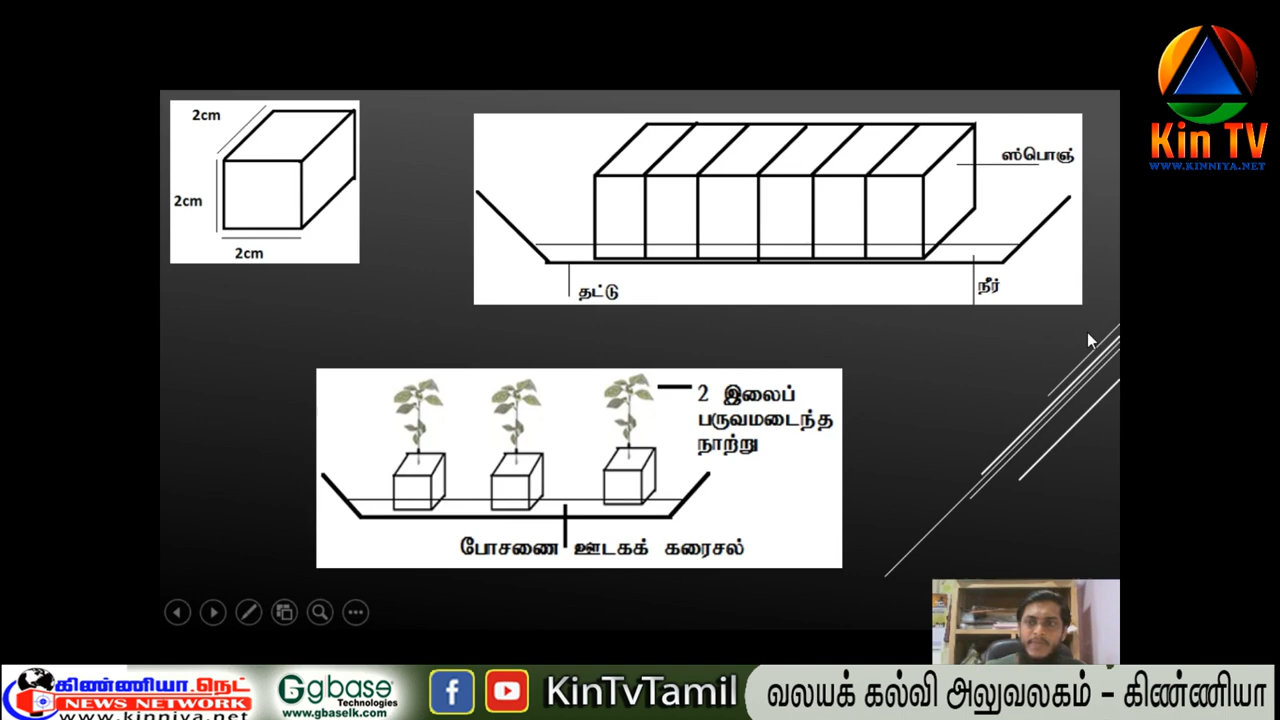 2cm
2cm
2cm
ஸ்பொஞ்
தட்டு
நீர்
2 இலைப்
பருவமடைந்த
நாற்று
போசணை ஊடகக் கரைசல்
Kin TV
WWW.KINNIYA.NET
கிண்ணியா.நெட்
NEWS NETWORK
www.kinniya.net
Ggbase
Technologies
www.gbaselk.com
KinTvTamil
வலயக் கல்வி அலுவலகம் - கிண்ணியா